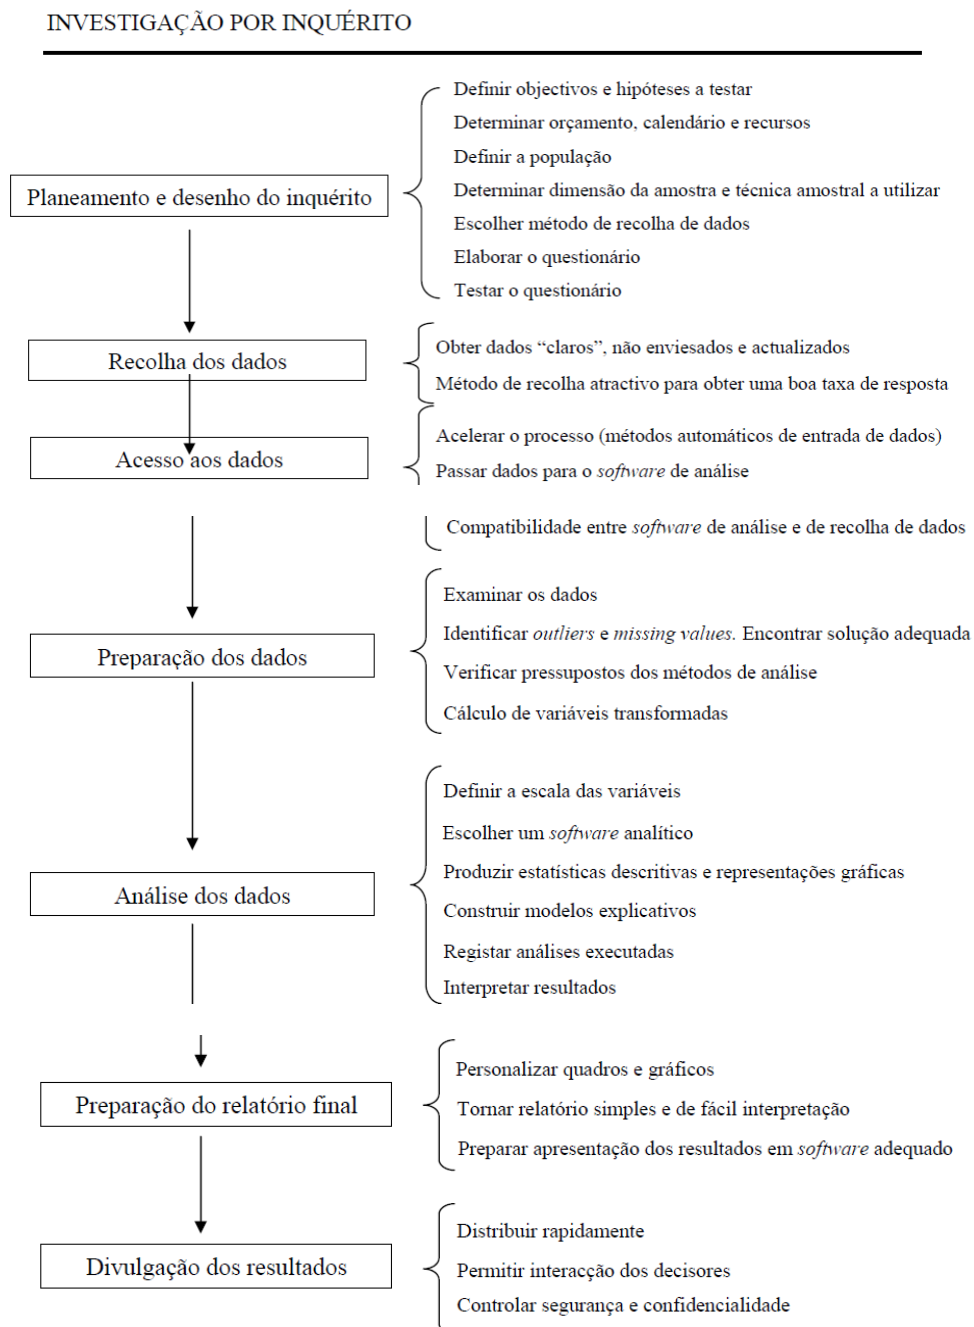 INVESTIGAÇÃO POR INQUÉRITO
Planeamento e desenho do inquérito
Definir objectivos e hipóteses a testar
Determinar orçamento, calendário e recursos
Definir a população
Determinar dimensão da amostra e técnica amostral a utilizar
Escolher método de recolha de dados
Elaborar o questionário
Testar o questionário
Recolha dos dados
Obter dados “claros”, não enviesados e actualizados
Método de recolha atractivo para obter uma boa taxa de resposta
Acesso aos dados
Acelerar o processo (métodos automáticos de entrada de dados)
Passar dados para o software de análise
Compatibilidade entre software de análise e de recolha de dados
Preparação dos dados
Examinar os dados
Identificar outliers e missing values. Encontrar solução adequada
Verificar pressupostos dos métodos de análise
Cálculo de variáveis transformadas
Análise dos dados
Definir a escala das variáveis
Escolher um software analítico
Produzir estatísticas descritivas e representações gráficas
Construir modelos explicativos
Registar análises executadas
Interpretar resultados
Preparação do relatório final
Personalizar quadros e gráficos
Tornar relatório simples e de fácil interpretação
Preparar apresentação dos resultados em software adequado
Divulgação dos resultados
Distribuir rapidamente
Permitir interacção dos decisores
Controlar segurança e confidencialidade